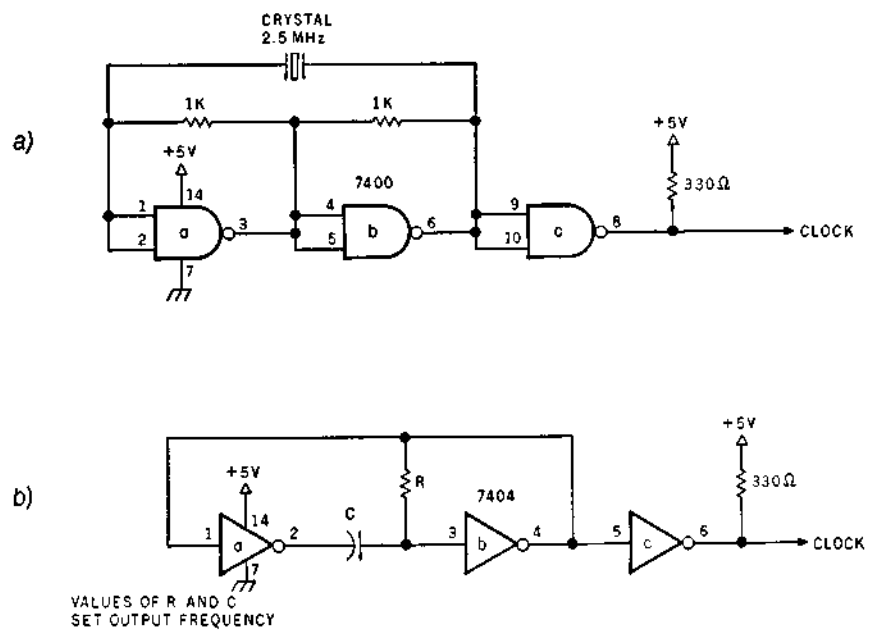 CRYSTAL
2.5 MHz
1K 1K
a)
+5V +5V
14 7400 330Ω
1 4 9
a 3 b 6 c 8 CLOCK
2 5 10
7
+5V +5V
b) R 7404 330Ω
C
14
1 a 2 3 b 4 5 c 6 CLOCK
7
VALUES OF R AND C
SET OUTPUT FREQUENCY